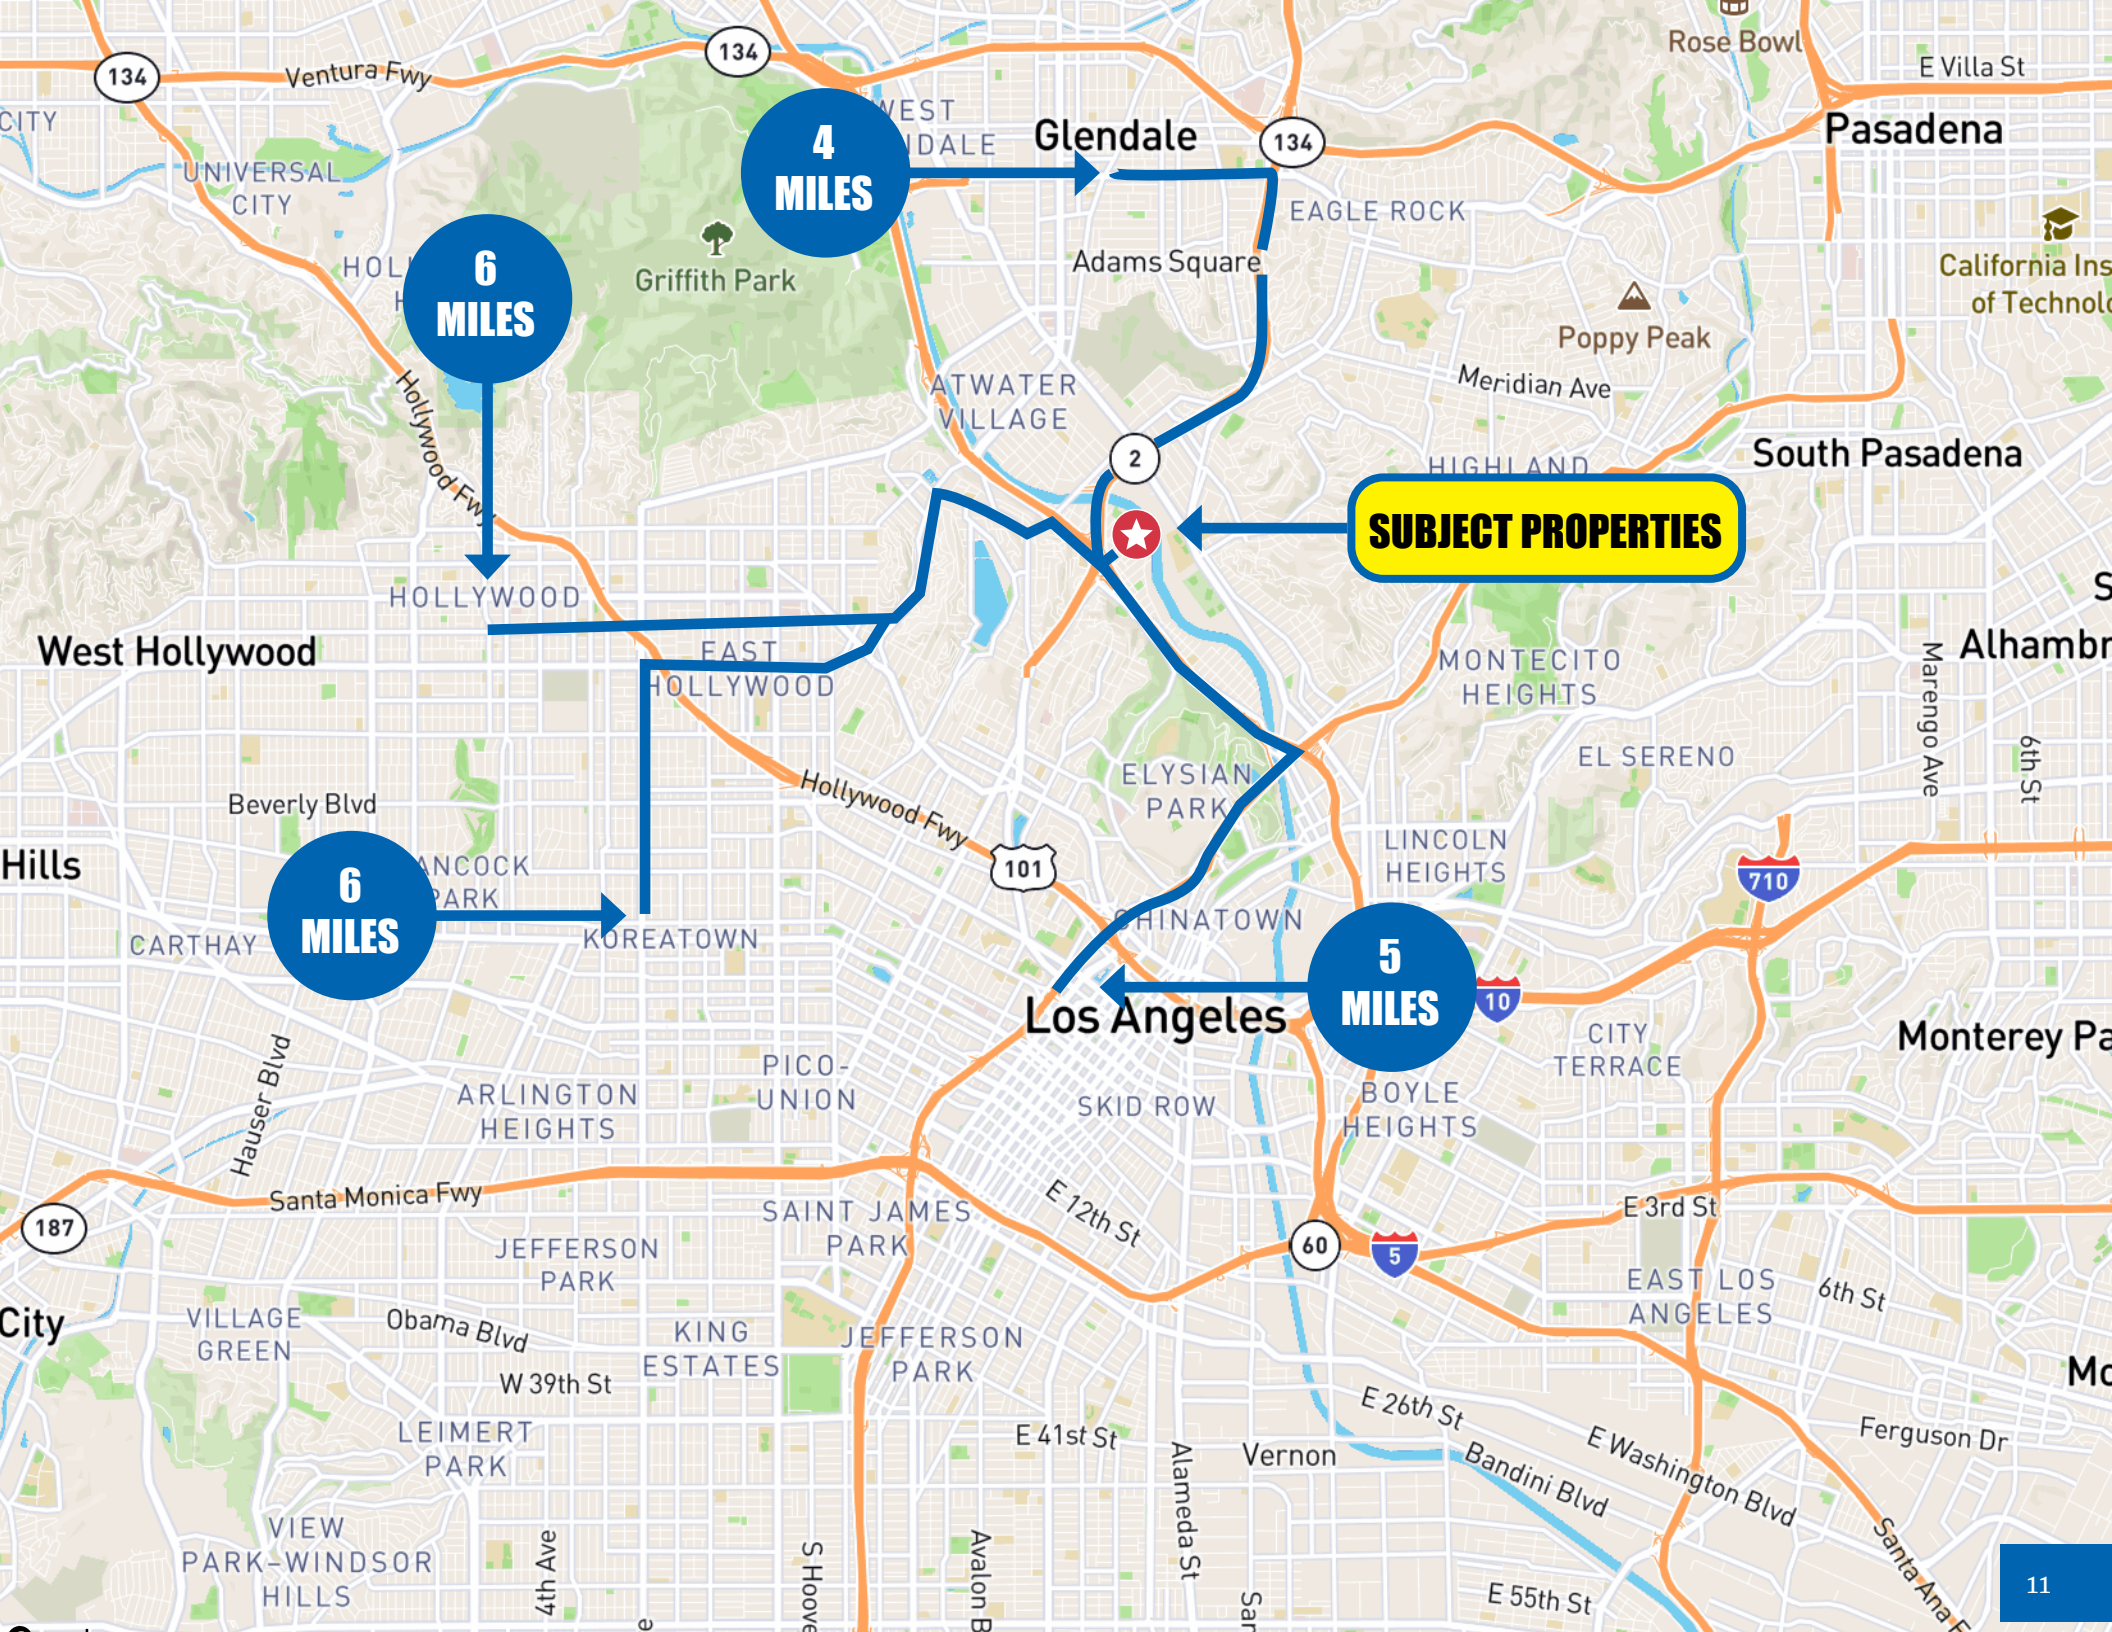 134
134
Ventura Fwy
Rose Bowl
E Villa St
CITY
WEST
Glendale
134
Pasadena
4
MILES
UNIVERSAL
CITY
EAGLE ROCK
6
MILES
Griffith Park
Adams Square
California Ins
of Technolo
Poppy Peak
Meridian Ave
ATWATER
VILLAGE
Hollywood Fwy
2
HIGHLAND
South Pasadena
SUBJECT PROPERTIES
HOLLYWOOD
West Hollywood
EAST
HOLLYWOOD
MONTECITO
HEIGHTS
Alhambr
Marengo Ave
6th St
EL SERENO
ELYSIAN
PARK
Beverly Blvd
Hollywood Fwy
101
LINCOLN
HEIGHTS
710
Hills
6
MILES
PARK
CARTHAY
KOREATOWN
CHINATOWN
5
MILES
10
Los Angeles
CITY
TERRACE
Monterey Pa
Hauser Blvd
PICO-
UNION
ARLINGTON
HEIGHTS
SKID ROW
BOYLE
HEIGHTS
Santa Monica Fwy
187
SAINT JAMES
PARK
E 12th St
E 3rd St
60
5
JEFFERSON
PARK
EAST LOS
ANGELES
6th St
City
VILLAGE
GREEN
Obama Blvd
KING
ESTATES
JEFFERSON
PARK
W 39th St
Mo
E 26th St
LEIMERT
PARK
E 41st St
Alameda St
Vernon
Bandini Blvd
E Washington Blvd
Ferguson Dr
VIEW
PARK–WINDSOR
HILLS
4th Ave
S Hoove
Avalon B
San
E 55th St
Santa Ana F
11